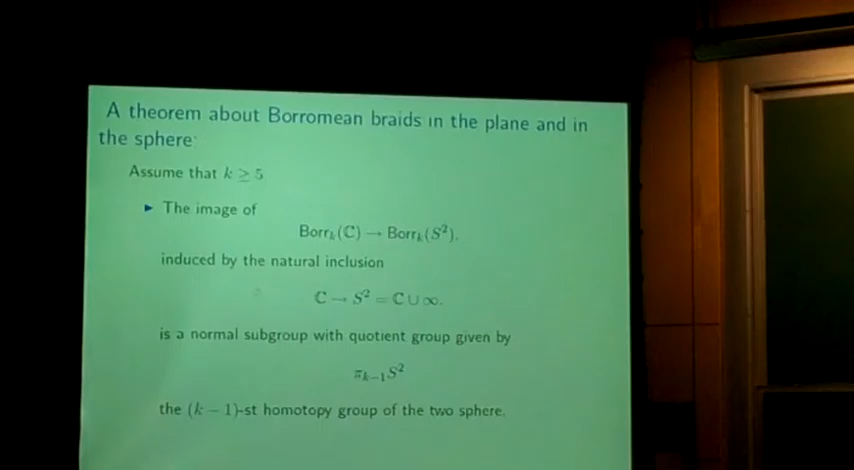 A theorem about Borromean braids in the plane and in
the sphere
Assume that k ≥ 5
► The image of
Borr_k(ℂ) → Borr_k(S²).
induced by the natural inclusion
ℂ → S² = ℂ ∪ ∞.
is a normal subgroup with quotient group given by
π_{k−1}S²
the (k − 1)-st homotopy group of the two sphere.